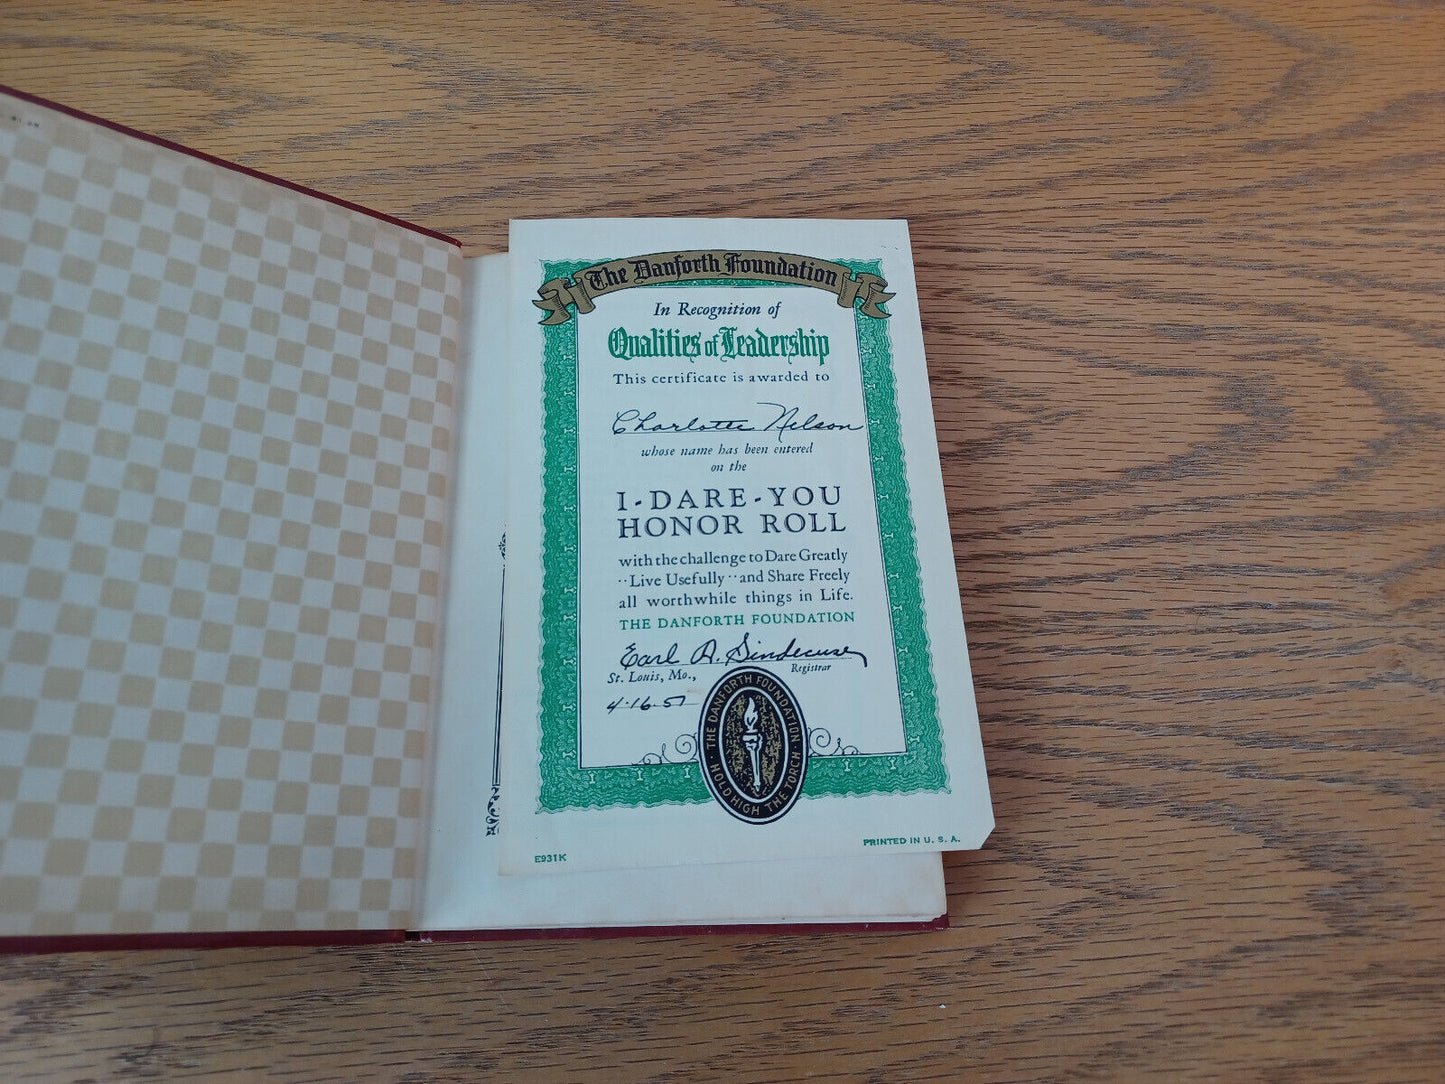 The Danforth Foundation
In Recognition of
Qualities of Leadership
This certificate is awarded to
Charlotte Nelson
whose name has been entered
on the
I-DARE-YOU
HONOR ROLL
with the challenge to Dare Greatly
··Live Usefully··and Share Freely
all worthwhile things in Life.
THE DANFORTH FOUNDATION
Earl A. Sindecuse
St. Louis, Mo., Registrar
4-16-57
THE DANFORTH FOUNDATION · HOLD HIGH THE TORCH ·
E931K PRINTED IN U. S. A.